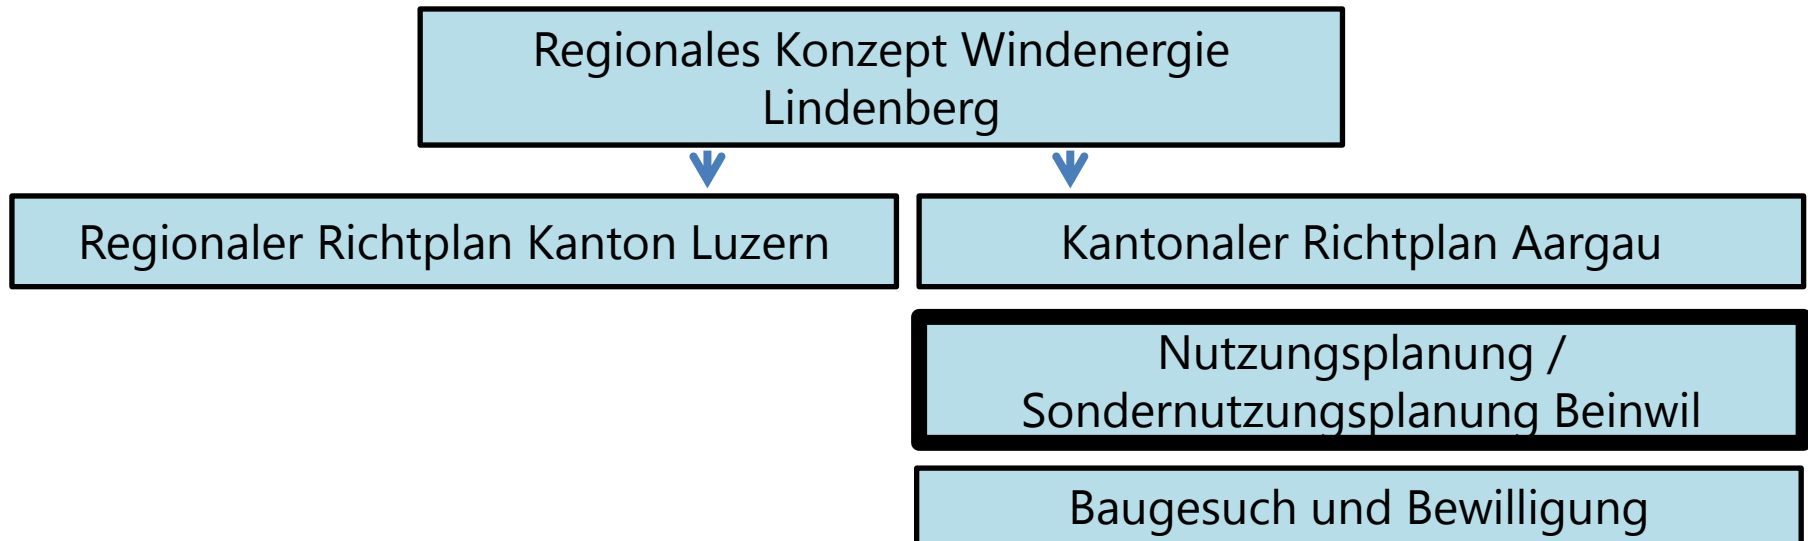 Regionales Konzept Windenergie
Lindenberg
Regionaler Richtplan Kanton Luzern
Kantonaler Richtplan Aargau
Nutzungsplanung /
Sondernutzungsplanung Beinwil
Baugesuch und Bewilligung